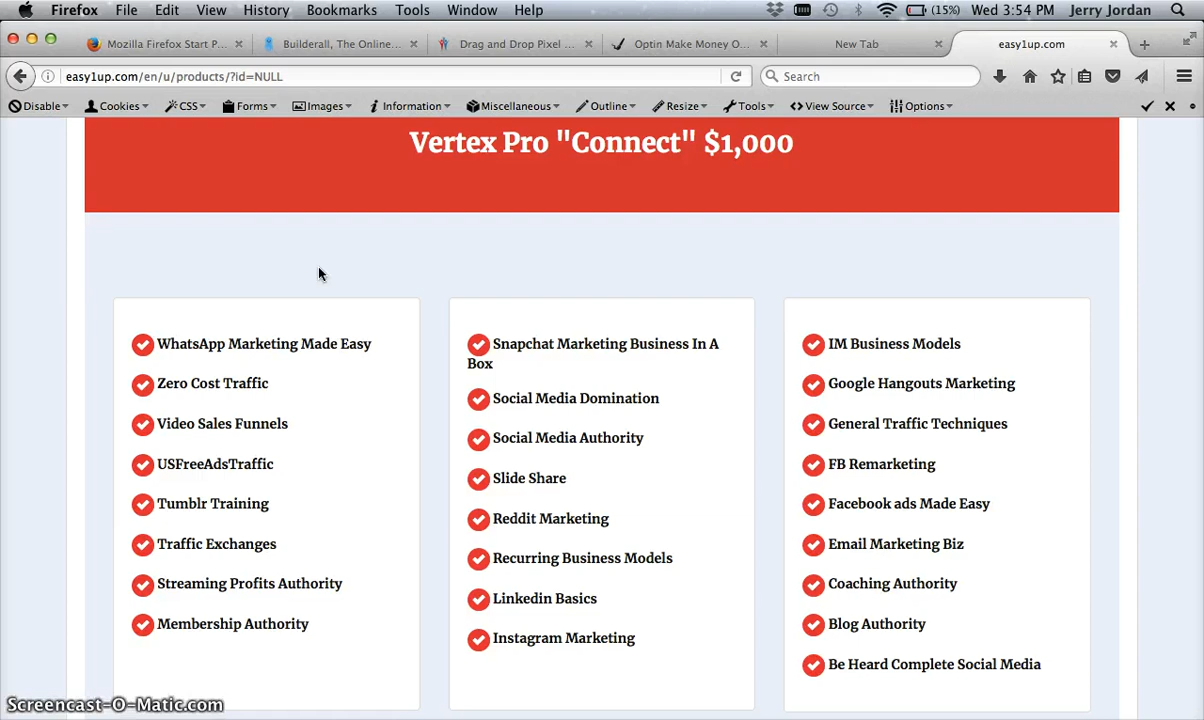 Firefox File Edit View History Bookmarks Tools Window Help (15%) Wed 3:54 PM Jerry Jordan
Mozilla Firefox Start P... Builderall, The Online... Drag and Drop Pixel ... Optin Make Money O... New Tab easy1up.com
easy1up.com/en/u/products/?id=NULL Search
Disable Cookies CSS Forms Images Information Miscellaneous Outline Resize Tools View Source Options
Vertex Pro "Connect" $1,000
WhatsApp Marketing Made Easy
Zero Cost Traffic
Video Sales Funnels
USFreeAdsTraffic
Tumblr Training
Traffic Exchanges
Streaming Profits Authority
Membership Authority
Snapchat Marketing Business In A
Box
Social Media Domination
Social Media Authority
Slide Share
Reddit Marketing
Recurring Business Models
Linkedin Basics
Instagram Marketing
IM Business Models
Google Hangouts Marketing
General Traffic Techniques
FB Remarketing
Facebook ads Made Easy
Email Marketing Biz
Coaching Authority
Blog Authority
Be Heard Complete Social Media
Screencast-O-Matic.com